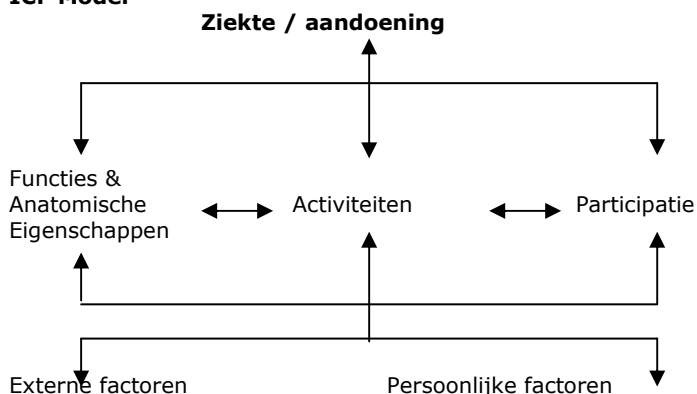 ICF Model
Ziekte / aandoening
Functies &
Anatomische
Eigenschappen
Activiteiten
Participatie
Externe factoren
Persoonlijke factoren